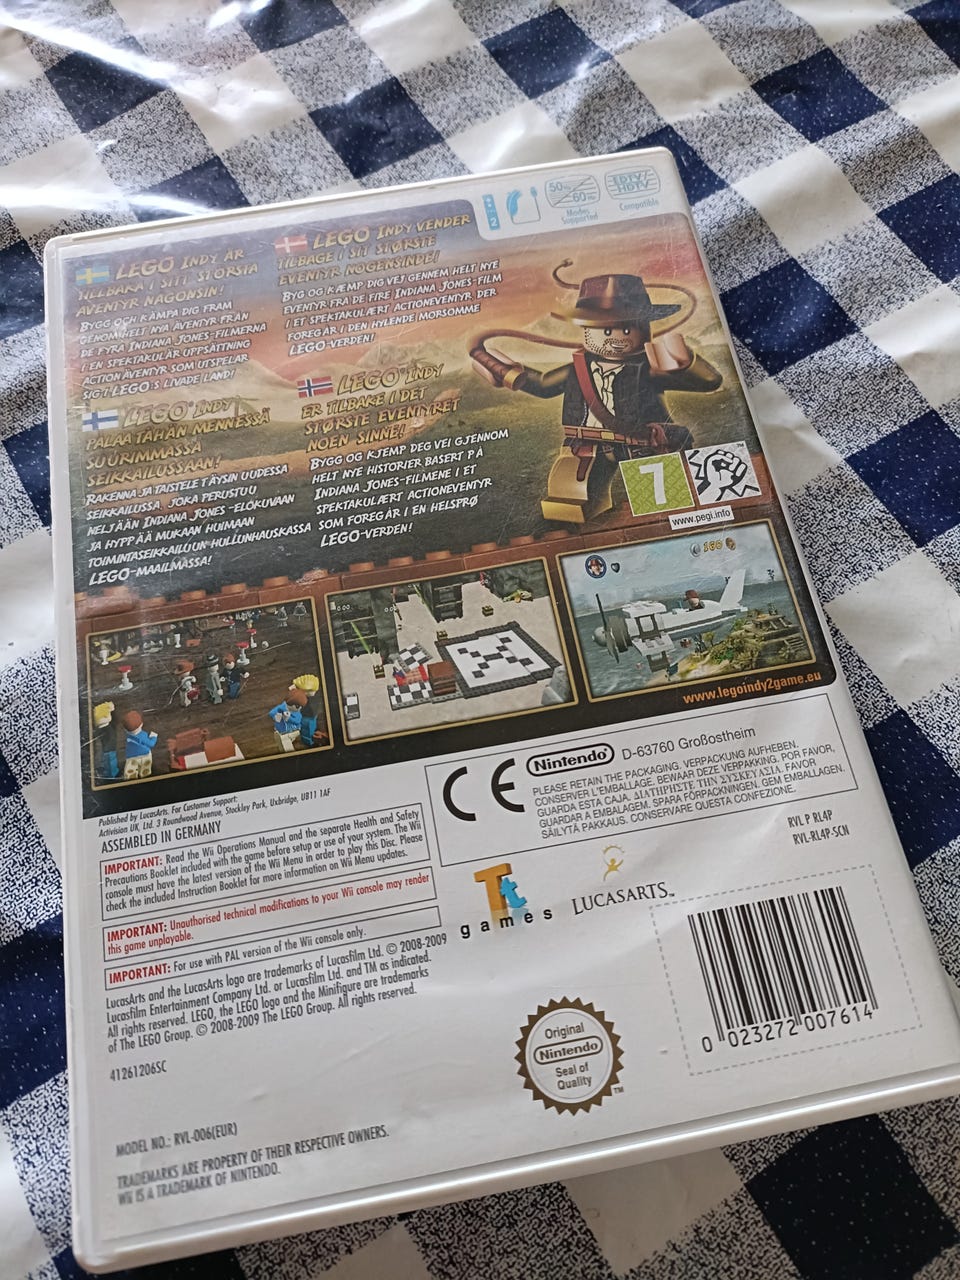 2
50Hz
60Hz
Modes
Supported
EDTV/
HDTV
Compatible
LEGO® INDY ÄR
TILLBAKA I SITT STÖRSTA
ÄVENTYR NÅGONSIN!
BYGG OCH KÄMPA DIG FRAM
GENOM HELT NYA ÄVENTYR FRÅN
DE FYRA INDIANA JONES-FILMERNA
I EN SPEKTAKULÄR UPPSÄTTNING
ACTIONÄVENTYR SOM UTSPELAR
SIG I LEGO®S LIVADE LAND!
LEGO® INDY VENDER
TILBAGE I SIT STØRSTE
EVENTYR NOGENSINDE!
BYG OG KÆMP DIG VEJ GENNEM HELT NYE
EVENTYR FRA DE FIRE INDIANA JONES-FILM
I ET SPEKTAKULÆRT ACTIONEVENTYR DER
FOREGÅR I DEN HYLENDE MORSOMME
LEGO-VERDEN!
LEGO® INDY
PALAA TÄHÄN MENNESSÄ
SUURIMMASSA
SEIKKAILUSSAAN!
RAKENNA JA TAISTELE TÄYSIN UUDESSA
SEIKKAILUSSA, JOKA PERUSTUU
NELJÄÄN INDIANA JONES-ELOKUVAAN
JA HYPPÄÄ MUKAAN HUIMAAN
TOIMINTASEIKKAILUUN HULLUNHAUSKASSA
LEGO-MAAILMASSA!
LEGO® INDY
ER TILBAKE I DET
STØRSTE EVENTYRET
NOEN SINNE!
BYGG OG KJEMP DEG VEI GJENNOM
HELT NYE HISTORIER BASERT PÅ
INDIANA JONES-FILMENE I ET
SPEKTAKULÆRT ACTIONEVENTYR
SOM FOREGÅR I EN HELSPRØ
LEGO-VERDEN!
7
www.pegi.info
160
www.legoindy2game.eu
Published by LucasArts. For Customer Support:
Activision UK, Ltd. 3 Roundwood Avenue, Stockley Park, Uxbridge, UB11 1AF
ASSEMBLED IN GERMANY
IMPORTANT: Read the Wii Operations Manual and the separate Health and Safety
Precautions Booklet included with the game before setup or use of your system. The Wii
console must have the latest version of the Wii Menu in order to play this Disc. Please
check the included Instruction Booklet for more information on Wii Menu updates.
IMPORTANT: Unauthorised technical modifications to your Wii console may render
this game unplayable.
IMPORTANT: For use with PAL version of the Wii console only.
LucasArts and the LucasArts logo are trademarks of Lucasfilm Ltd. © 2008-2009
Lucasfilm Entertainment Company Ltd. or Lucasfilm Ltd. and TM as indicated.
All rights reserved. LEGO, the LEGO logo and the Minifigure are trademarks
of The LEGO Group. © 2008-2009 The LEGO Group. All rights reserved.
41261206SC
MODEL NO.: RVL-006(EUR)
TRADEMARKS ARE PROPERTY OF THEIR RESPECTIVE OWNERS.
Wii IS A TRADEMARK OF NINTENDO.
CE
Nintendo® D-63760 Großostheim
PLEASE RETAIN THE PACKAGING. VERPACKUNG AUFHEBEN.
CONSERVER L'EMBALLAGE. BEWAAR DEZE VERPAKKING. POR FAVOR,
GUARDA ESTA CAJA. ΔΙΑΤΗΡΗΣΤΕ ΤΗΝ ΣΥΣΚΕΥΑΣΙΑ. FAVOR
GUARDAR A EMBALAGEM. SPARA FÖRPACKNINGEN. GEM EMBALLAGEN.
SÄILYTÄ PAKKAUS. CONSERVARE QUESTA CONFEZIONE.
RVL P RL4P
RVL-RL4P-SCN
Tt
games
LUCASARTS™
Original
Nintendo
Seal of
Quality
TM
0 023272 007614